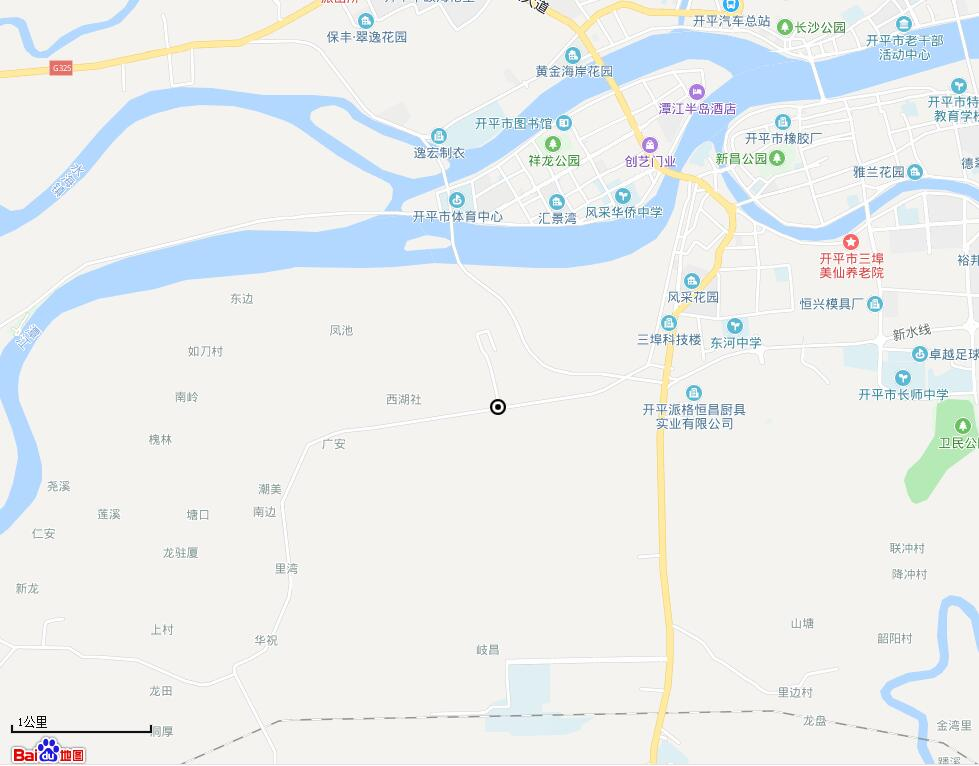 开平汽车总站
长沙公园
保丰·翠逸花园
开平市老干部
活动中心
G325
黄金海岸花园
潭江半岛酒店
开平市特
教育学校
开平市图书馆
逸宏制衣
祥龙公园
创艺门业
开平市橡胶厂
新昌公园
雅兰花园
德
开平市体育中心
汇景湾
风采华侨中学
开平市三埠
美仙养老院
裕邦
东边
凤池
风采花园
恒兴模具厂
潭江
如刀村
三埠科技楼
东河中学
新水线
卓越足球
南岭
西湖社
开平市长师中学
开平派格恒昌厨具
实业有限公司
槐林
广安
卫民公
尧溪
潮美
莲溪
塘口
南边
仁安
龙驻厦
联冲村
里湾
降冲村
新龙
上村
华祝
岐昌
山塘
韶阳村
龙田
里边村
龙盘
金湾里
1公里
洞厚
Bai du 地图